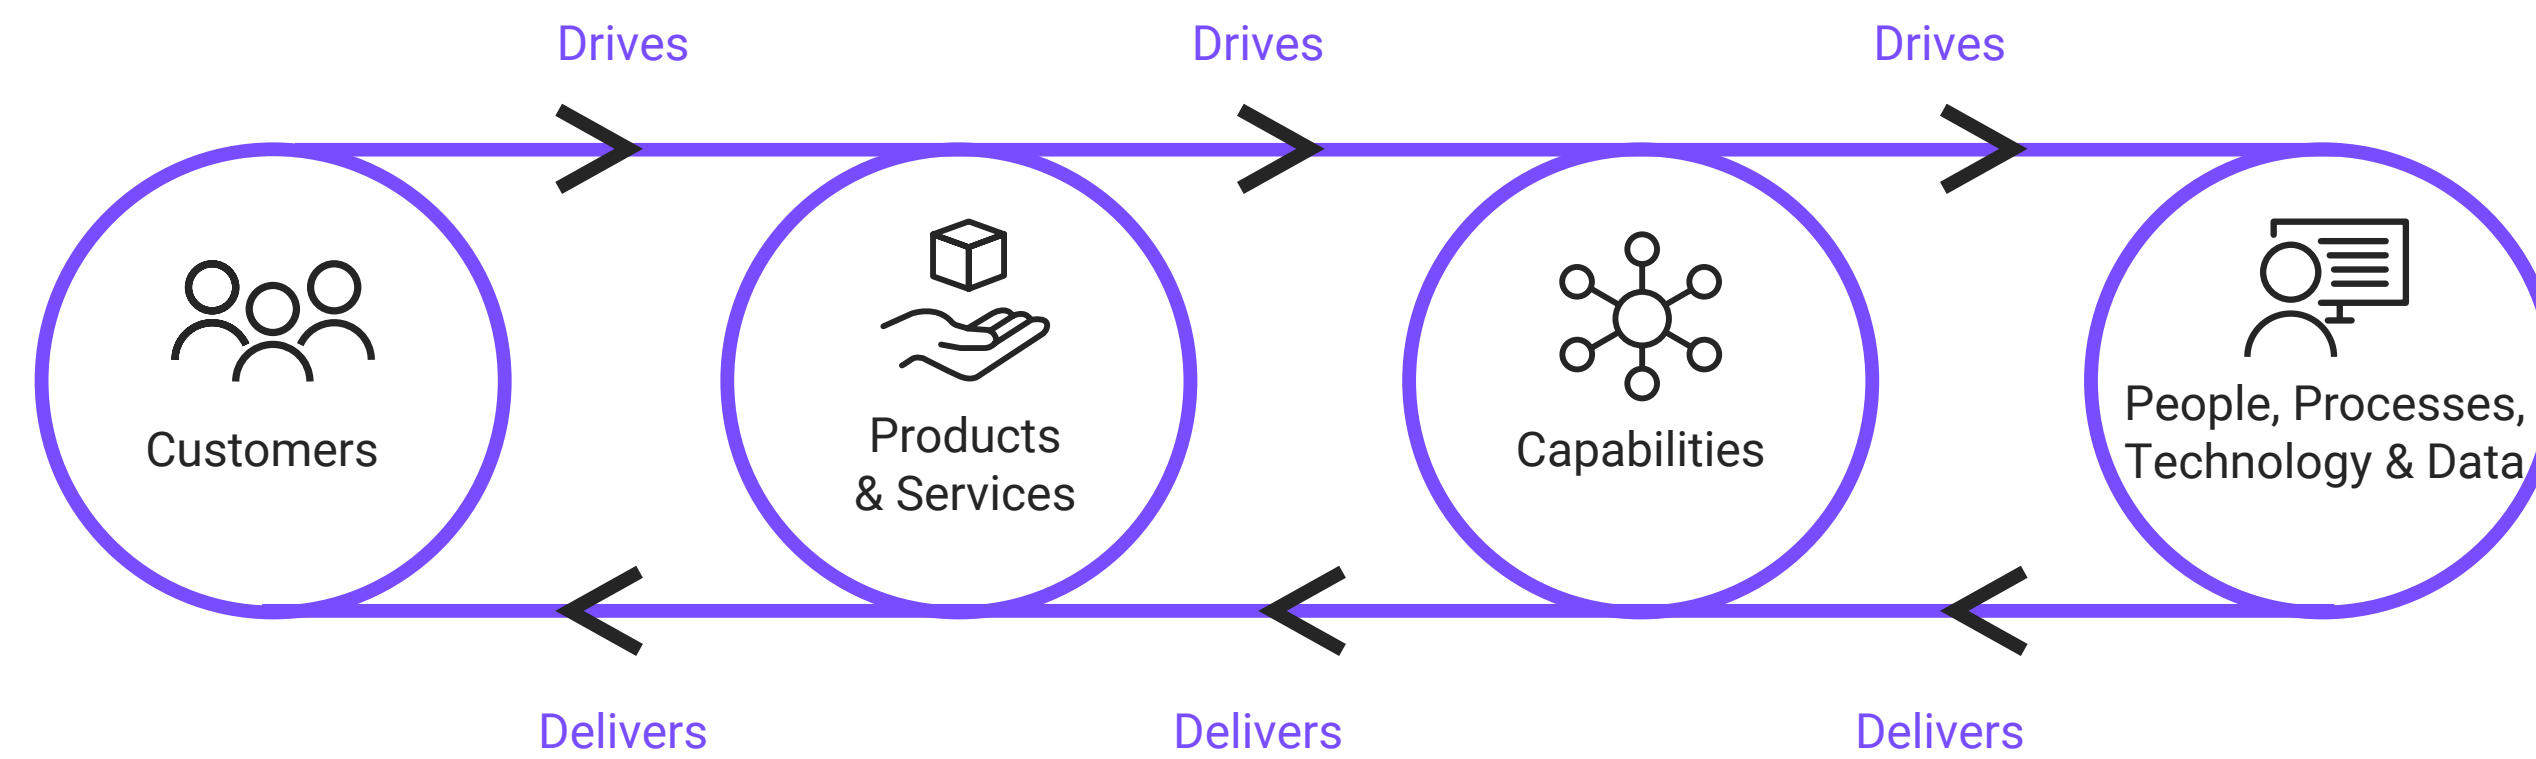 Drives
Drives
Drives
Customers
Products
& Services
Capabilities
People, Processes,
Technology & Data
Delivers
Delivers
Delivers